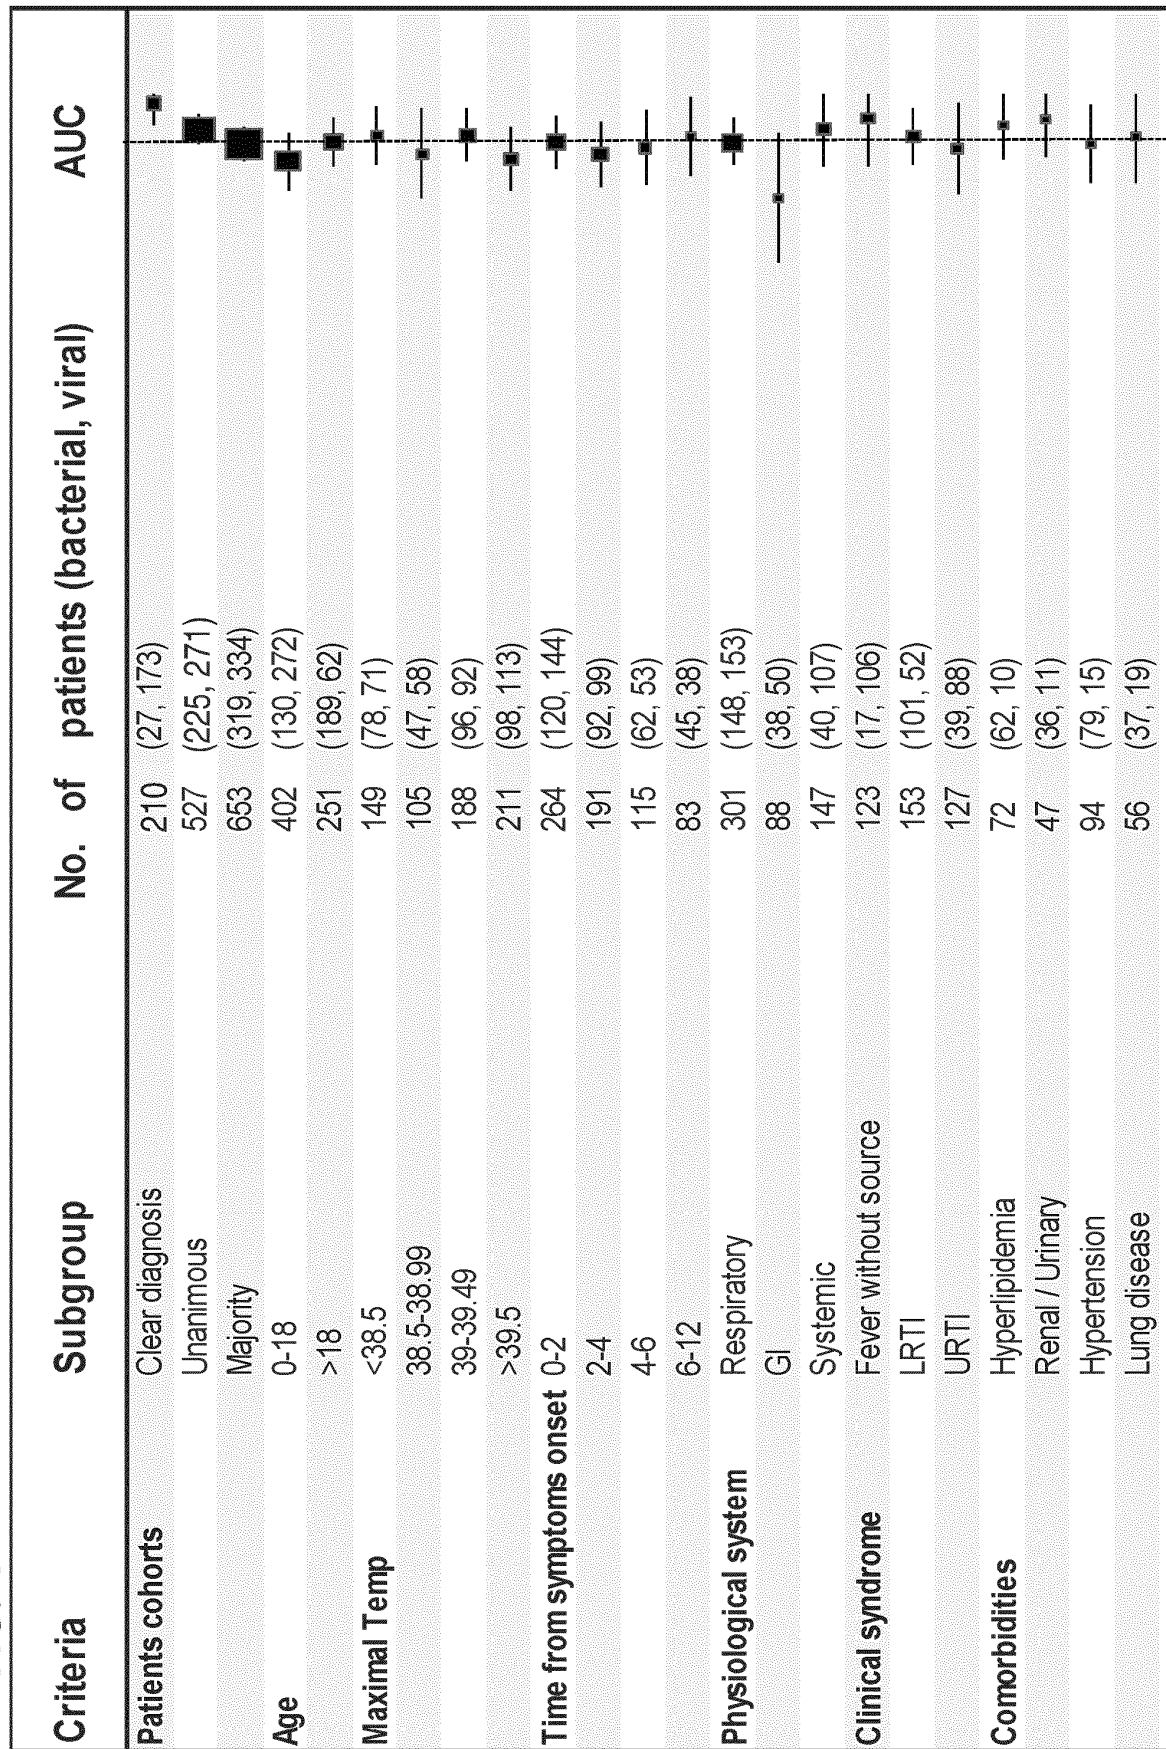 Criteria Subgroup No. of patients (bacterial, viral) AUC
Patients cohorts Clear diagnosis 210 (27, 173)
Unanimous 527 (225, 271)
Majority 653 (319, 334)
Age 0-18 402 (130, 272)
>18 251 (189, 62)
Maximal Temp <38.5 149 (78, 71)
38.5-38.99 105 (47, 58)
39-39.49 188 (96, 92)
>39.5 211 (98, 113)
Time from symptoms onset 0-2 264 (120, 144)
2-4 191 (92, 99)
4-6 115 (62, 53)
6-12 83 (45, 38)
Physiological system Respiratory 301 (148, 153)
GI 88 (38, 50)
Systemic 147 (40, 107)
Clinical syndrome Fever without source 123 (17, 106)
LRTI 153 (101, 52)
URTI 127 (39, 88)
Comorbidities Hyperlipidemia 72 (62, 10)
Renal / Urinary 47 (36, 11)
Hypertension 94 (79, 15)
Lung disease 56 (37, 19)